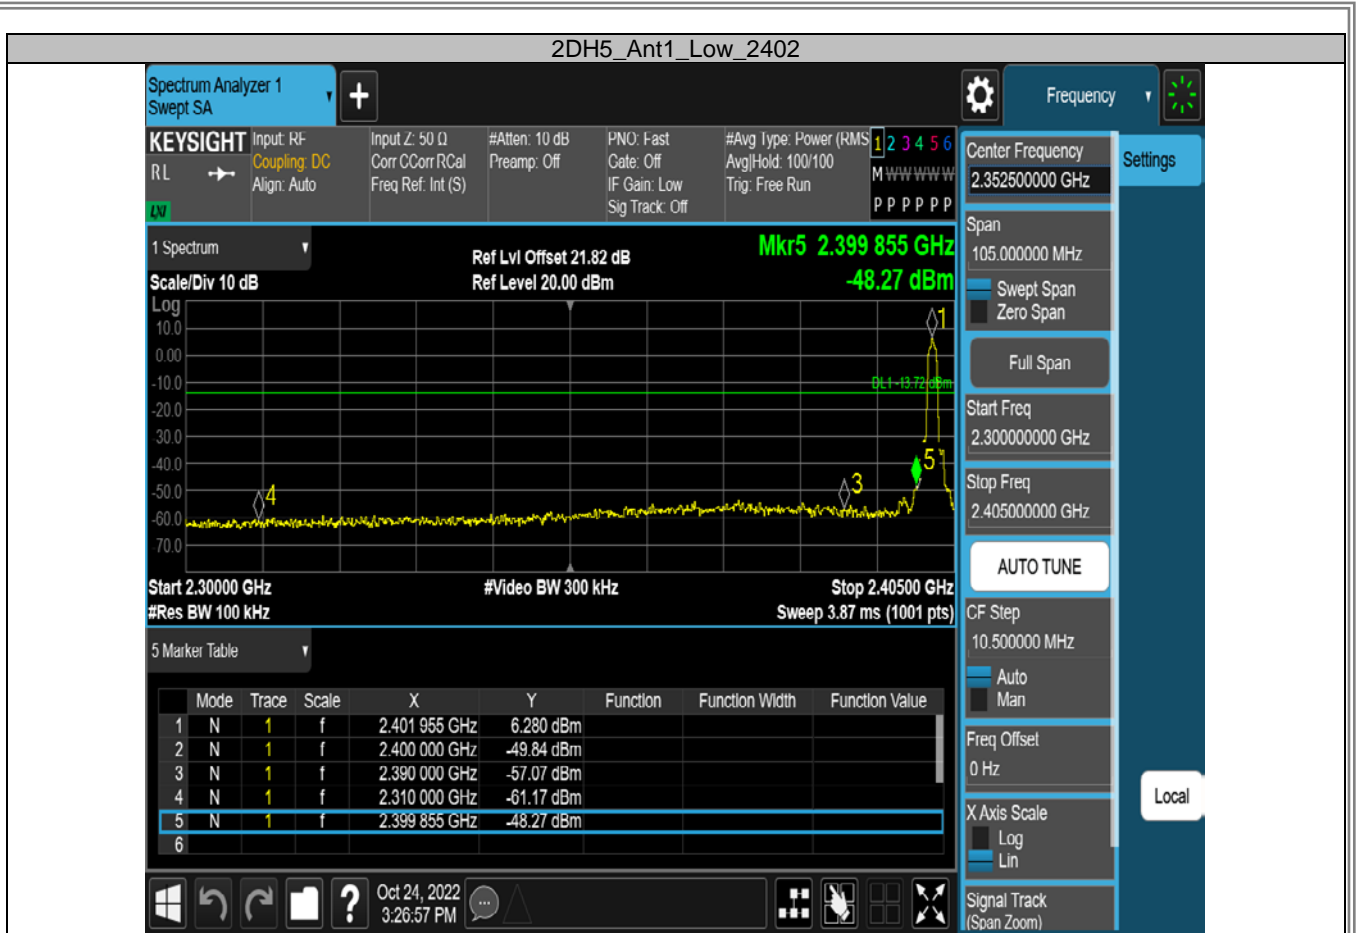 2DH5_Ant1_Low_2402
Spectrum Analyzer 1
Swept SA
+
Frequency
KEYSIGHT
RL
LXI
Input: RF
Coupling: DC
Align: Auto
Input Z: 50 Ω
Corr CCorr RCal
Freq Ref: Int (S)
#Atten: 10 dB
Preamp: Off
PNO: Fast
Gate: Off
IF Gain: Low
Sig Track: Off
#Avg Type: Power (RMS
Avg|Hold: 100/100
Trig: Free Run
1 2 3 4 5 6
M W W W W W
P P P P P P
1 Spectrum
Scale/Div 10 dB
Ref Lvl Offset 21.82 dB
Ref Level 20.00 dBm
Mkr5 2.399 855 GHz
-48.27 dBm
Log
10.0
0.00
-10.0
-20.0
-30.0
-40.0
-50.0
-60.0
-70.0
1
DL1 -13.72 dBm
5
3
4
Start 2.30000 GHz
#Video BW 300 kHz
Stop 2.40500 GHz
#Res BW 100 kHz
Sweep 3.87 ms (1001 pts)
5 Marker Table
Mode Trace Scale X Y Function Function Width Function Value
1 N 1 f 2.401 955 GHz 6.280 dBm
2 N 1 f 2.400 000 GHz -49.84 dBm
3 N 1 f 2.390 000 GHz -57.07 dBm
4 N 1 f 2.310 000 GHz -61.17 dBm
5 N 1 f 2.399 855 GHz -48.27 dBm
6
?
Oct 24, 2022
3:26:57 PM
Center Frequency
2.352500000 GHz
Settings
Span
105.000000 MHz
Swept Span
Zero Span
Full Span
Start Freq
2.300000000 GHz
Stop Freq
2.405000000 GHz
AUTO TUNE
CF Step
10.500000 MHz
Auto
Man
Freq Offset
0 Hz
Local
X Axis Scale
Log
Lin
Signal Track
(Span Zoom)